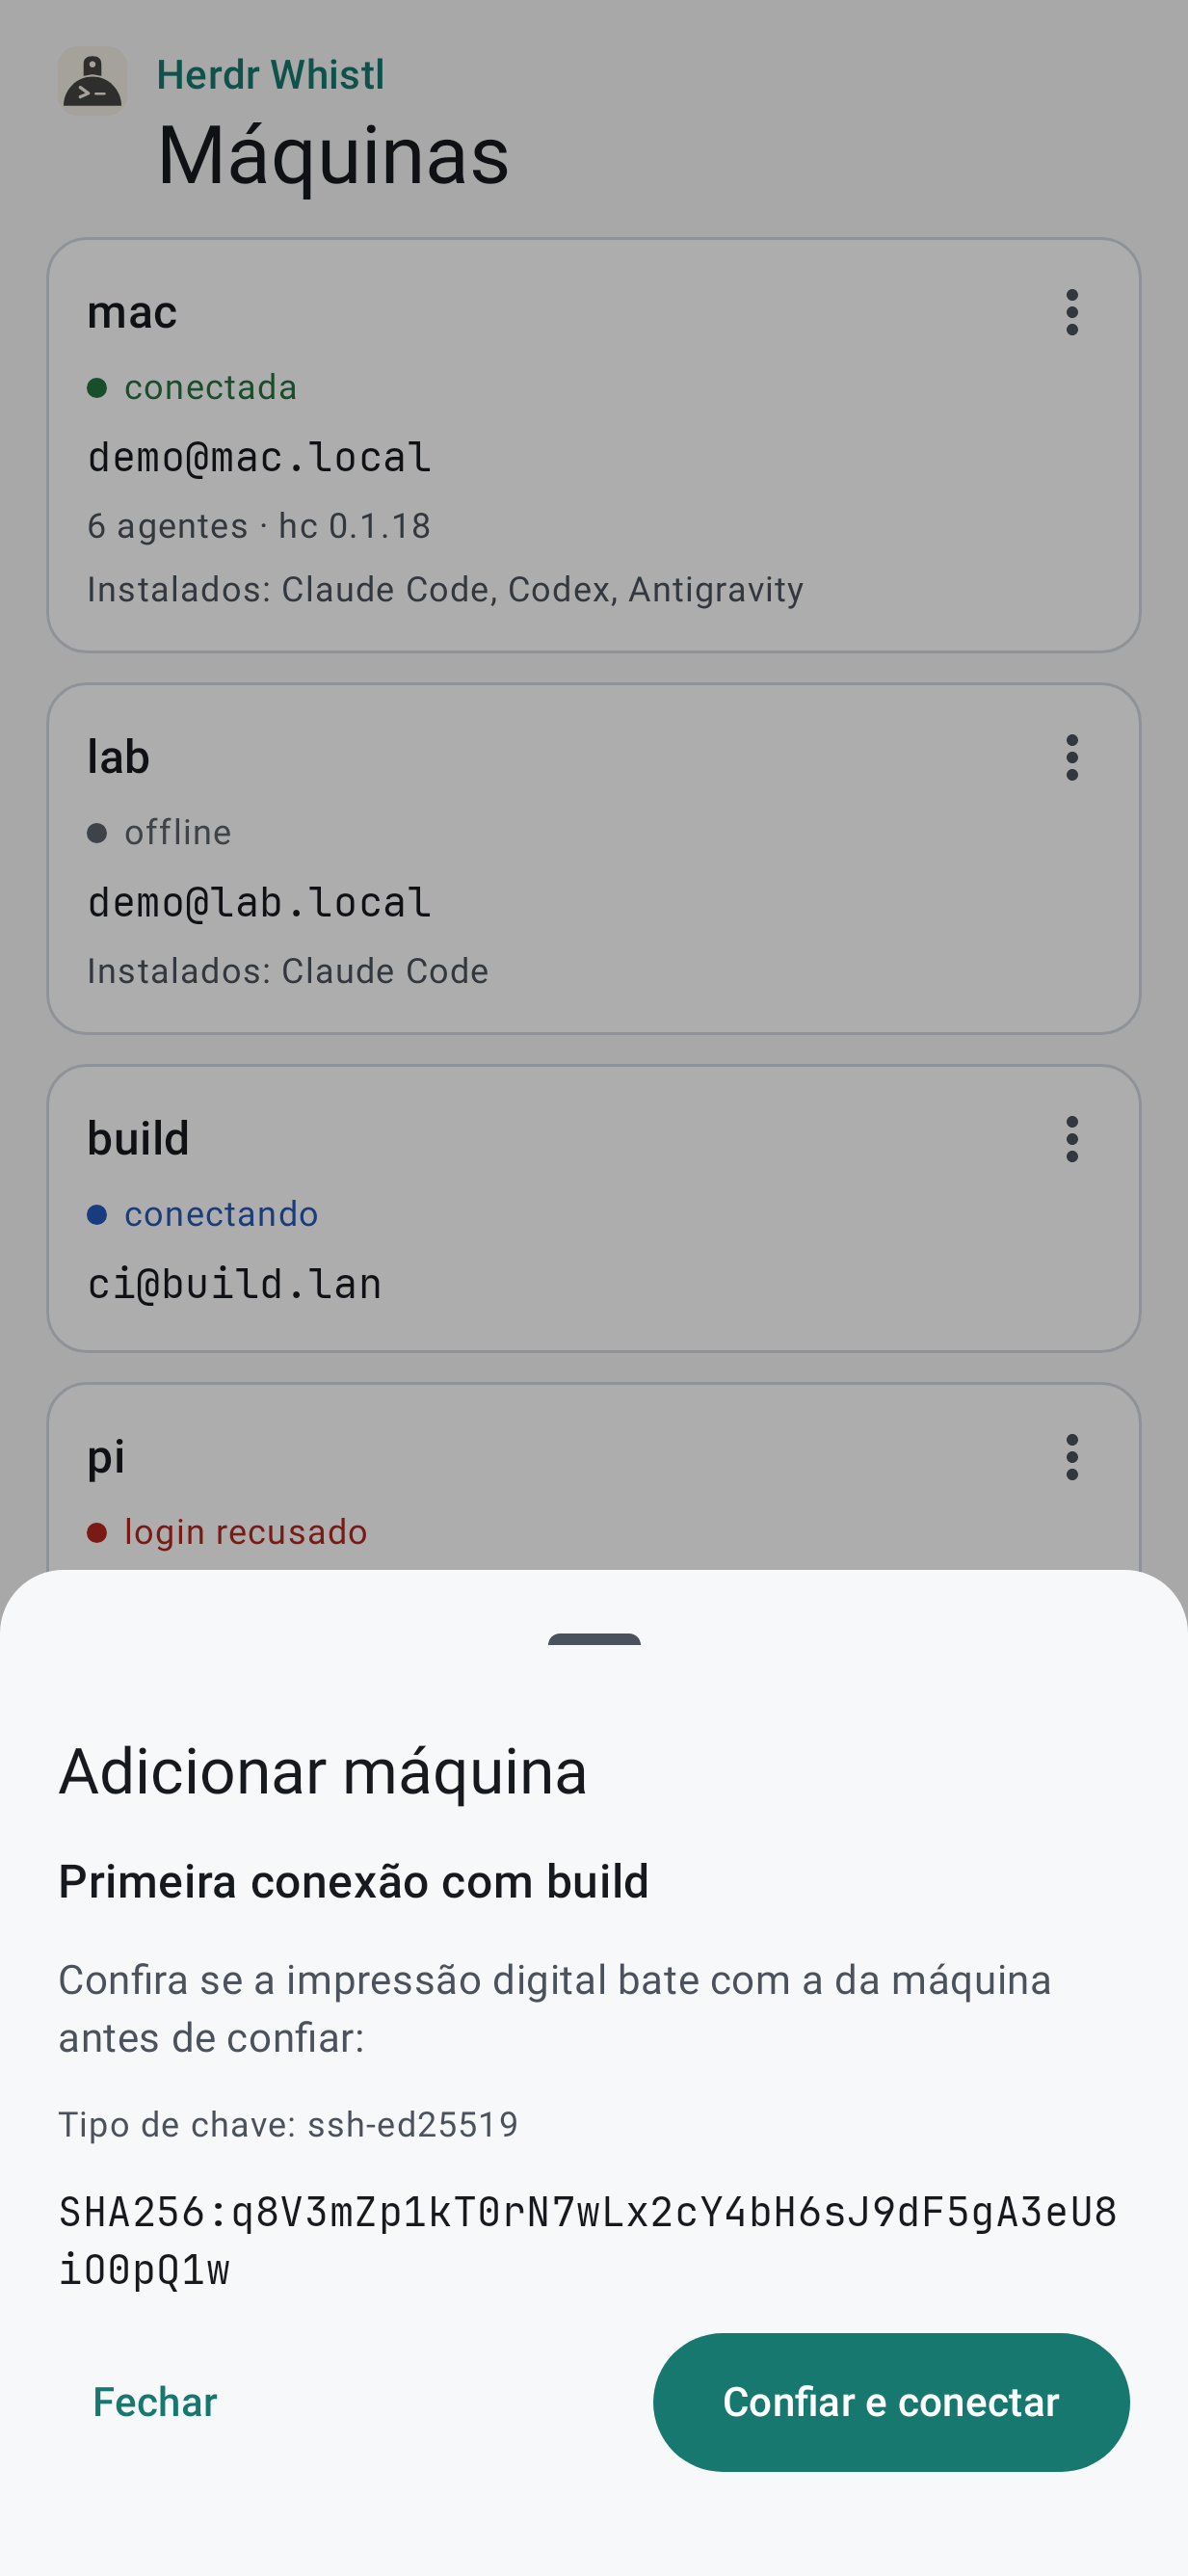 Herdr Whistl
Máquinas
mac
conectada
demo@mac.local
6 agentes · hc 0.1.18
Instalados: Claude Code, Codex, Antigravity
lab
offline
demo@lab.local
Instalados: Claude Code
build
conectando
ci@build.lan
pi
login recusado
Adicionar máquina
Primeira conexão com build
Confira se a impressão digital bate com a da máquina
antes de confiar:
Tipo de chave: ssh-ed25519
SHA256:q8V3mZp1kT0rN7wLx2cY4bH6sJ9dF5gA3eU8
iO0pQ1w
Fechar
Confiar e conectar